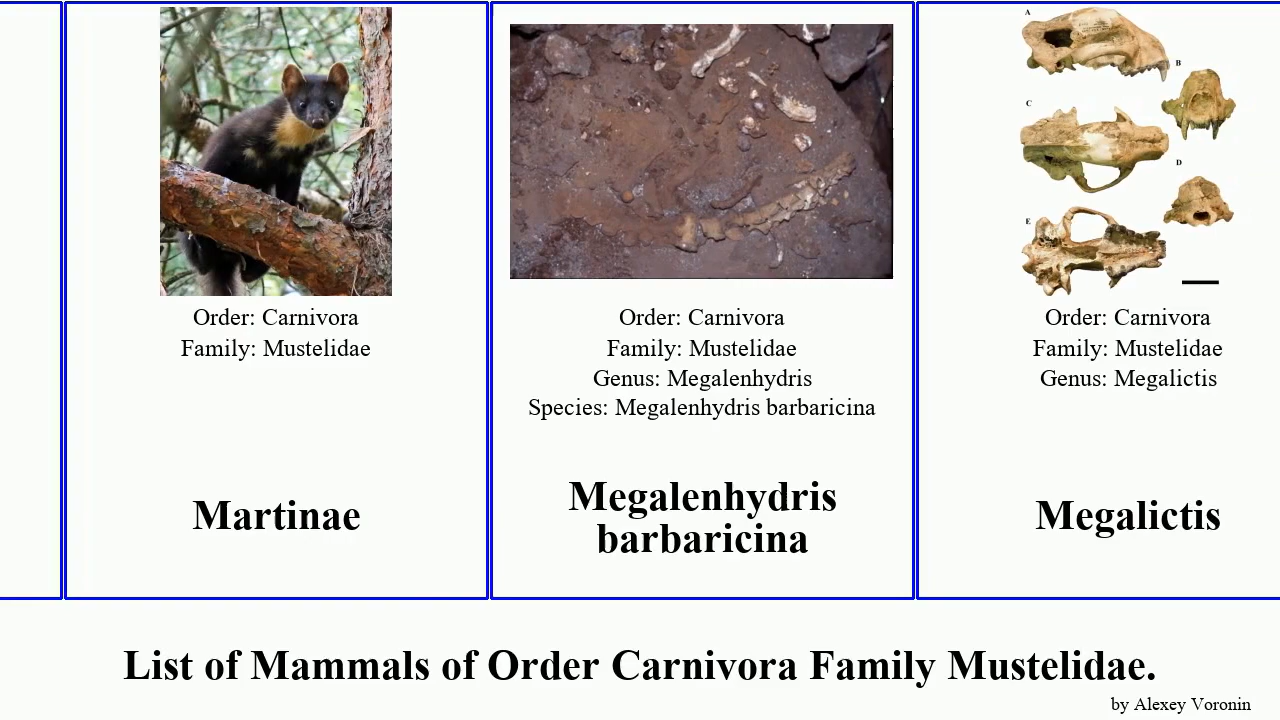 Order: Carnivora
Family: Mustelidae
Martinae
Order: Carnivora
Family: Mustelidae
Genus: Megalenhydris
Species: Megalenhydris barbaricina
Megalenhydris
barbaricina
A
B
C
D
E
Order: Carnivora
Family: Mustelidae
Genus: Megalictis
Megalictis
List of Mammals of Order Carnivora Family Mustelidae.
by Alexey Voronin